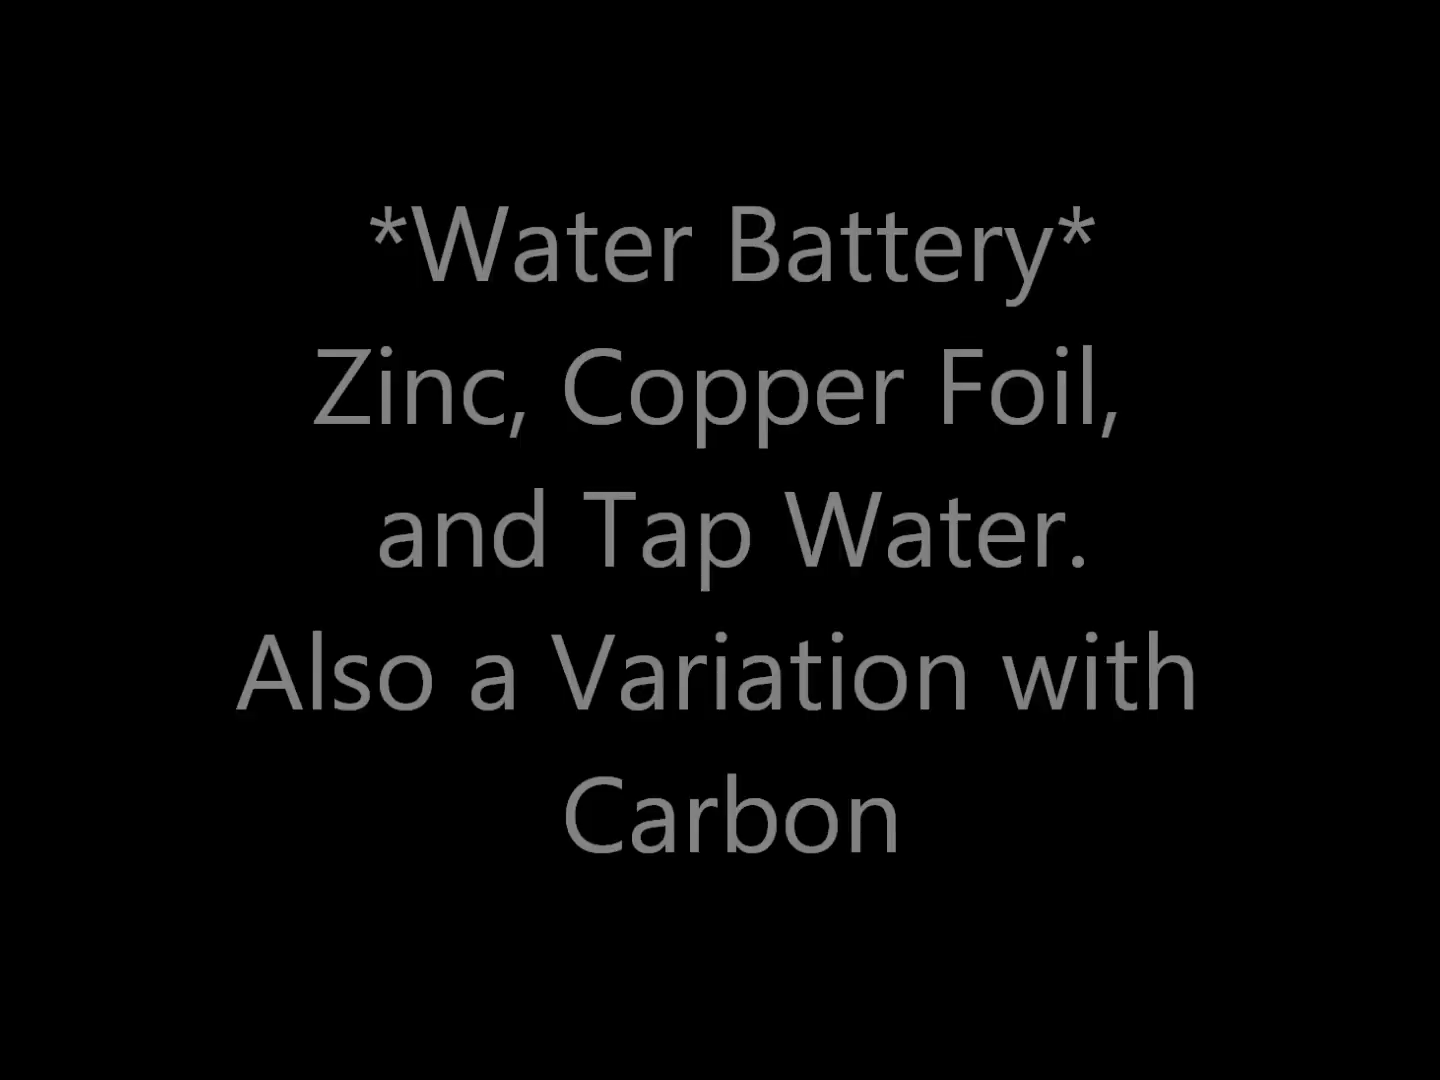 *Water Battery*
Zinc, Copper Foil,
and Tap Water.
Also a Variation with
Carbon